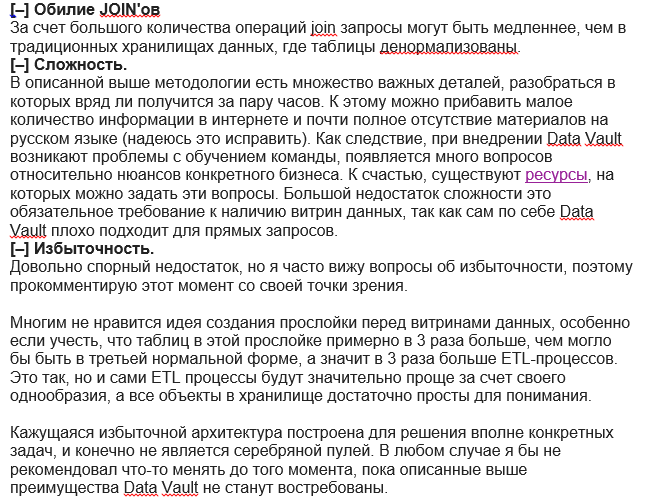 [–] Обилие JOIN'ов
За счет большого количества операций join запросы могут быть медленнее, чем в
традиционных хранилищах данных, где таблицы денормализованы.
[–] Сложность.
В описанной выше методологии есть множество важных деталей, разобраться в
которых вряд ли получится за пару часов. К этому можно прибавить малое
количество информации в интернете и почти полное отсутствие материалов на
русском языке (надеюсь это исправить). Как следствие, при внедрении Data Vault
возникают проблемы с обучением команды, появляется много вопросов
относительно нюансов конкретного бизнеса. К счастью, существуют ресурсы, на
которых можно задать эти вопросы. Большой недостаток сложности это
обязательное требование к наличию витрин данных, так как сам по себе Data
Vault плохо подходит для прямых запросов.
[–] Избыточность.
Довольно спорный недостаток, но я часто вижу вопросы об избыточности, поэтому
прокомментирую этот момент со своей точки зрения.
Многим не нравится идея создания прослойки перед витринами данных, особенно
если учесть, что таблиц в этой прослойке примерно в 3 раза больше, чем могло
бы быть в третьей нормальной форме, а значит в 3 раза больше ETL-процессов.
Это так, но и сами ETL процессы будут значительно проще за счет своего
однообразия, а все объекты в хранилище достаточно просты для понимания.
Кажущаяся избыточной архитектура построена для решения вполне конкретных
задач, и конечно не является серебряной пулей. В любом случае я бы не
рекомендовал что-то менять до того момента, пока описанные выше
преимущества Data Vault не станут востребованы.